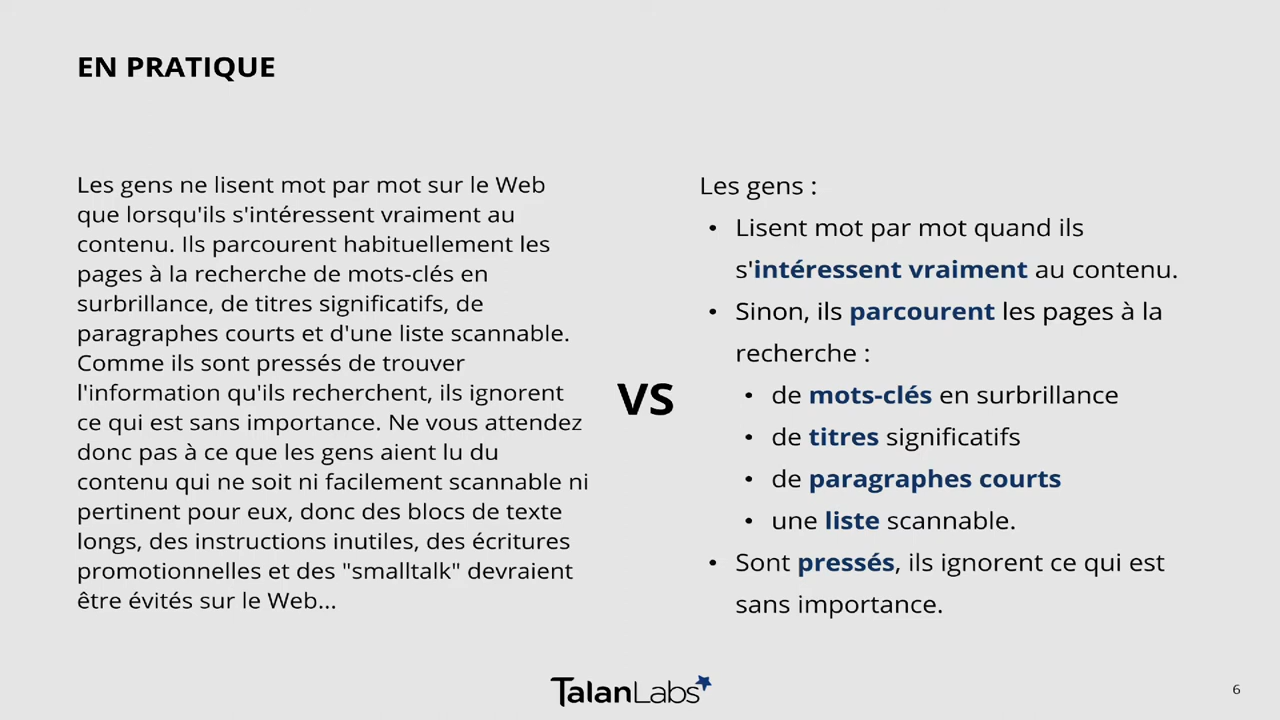 EN PRATIQUE
Les gens ne lisent mot par mot sur le Web
que lorsqu'ils s'intéressent vraiment au
contenu. Ils parcourent habituellement les
pages à la recherche de mots-clés en
surbrillance, de titres significatifs, de
paragraphes courts et d'une liste scannable.
Comme ils sont pressés de trouver
l'information qu'ils recherchent, ils ignorent
ce qui est sans importance. Ne vous attendez
donc pas à ce que les gens aient lu du
contenu qui ne soit ni facilement scannable ni
pertinent pour eux, donc des blocs de texte
longs, des instructions inutiles, des écritures
promotionnelles et des "smalltalk" devraient
être évités sur le Web...
VS
Les gens :
• Lisent mot par mot quand ils
s'intéressent vraiment au contenu.
• Sinon, ils parcourent les pages à la
recherche :
• de mots-clés en surbrillance
• de titres significatifs
• de paragraphes courts
• une liste scannable.
• Sont pressés, ils ignorent ce qui est
sans importance.
TalanLabs
6